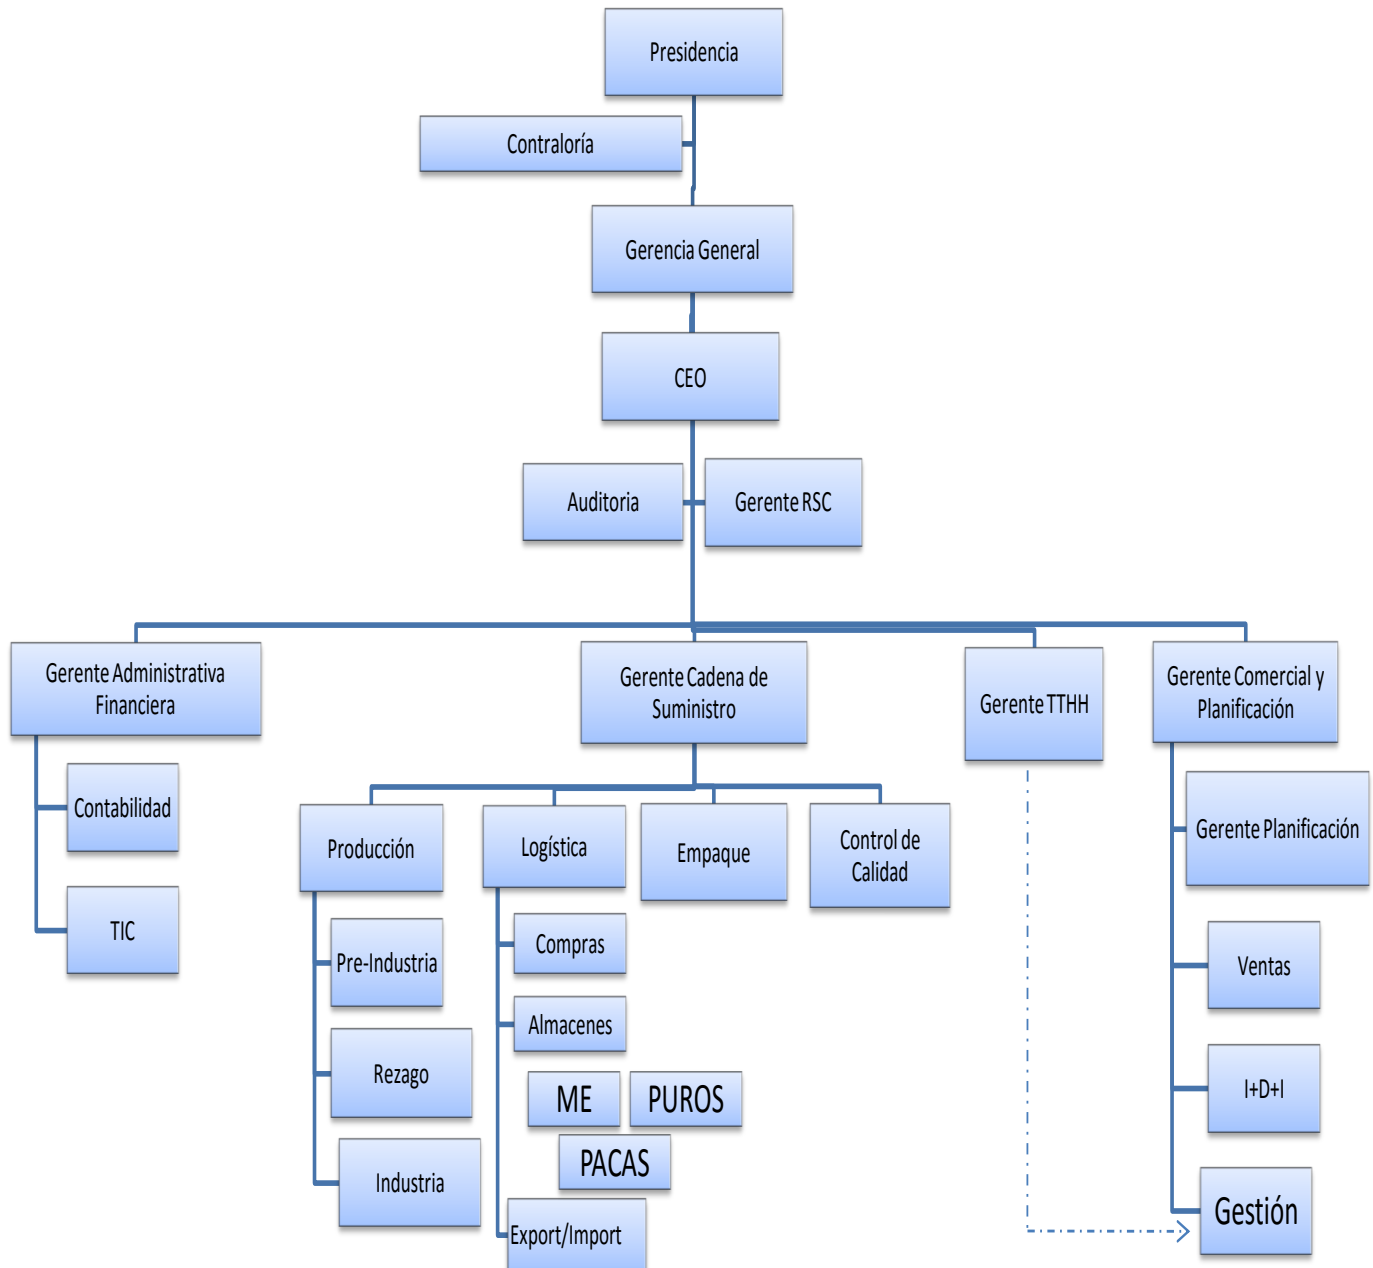 Presidencia
Contraloría
Gerencia General
CEO
Auditoria
Gerente RSC
Gerente Administrativa
Financiera
Gerente Cadena de
Suministro
Gerente TTHH
Gerente Comercial y
Planificación
Contabilidad
TIC
Producción
Logística
Empaque
Control de
Calidad
Gerente Planificación
Pre-Industria
Rezago
Industria
Compras
Almacenes
ME
PUROS
PACAS
Export/Import
Ventas
I+D+I
Gestión